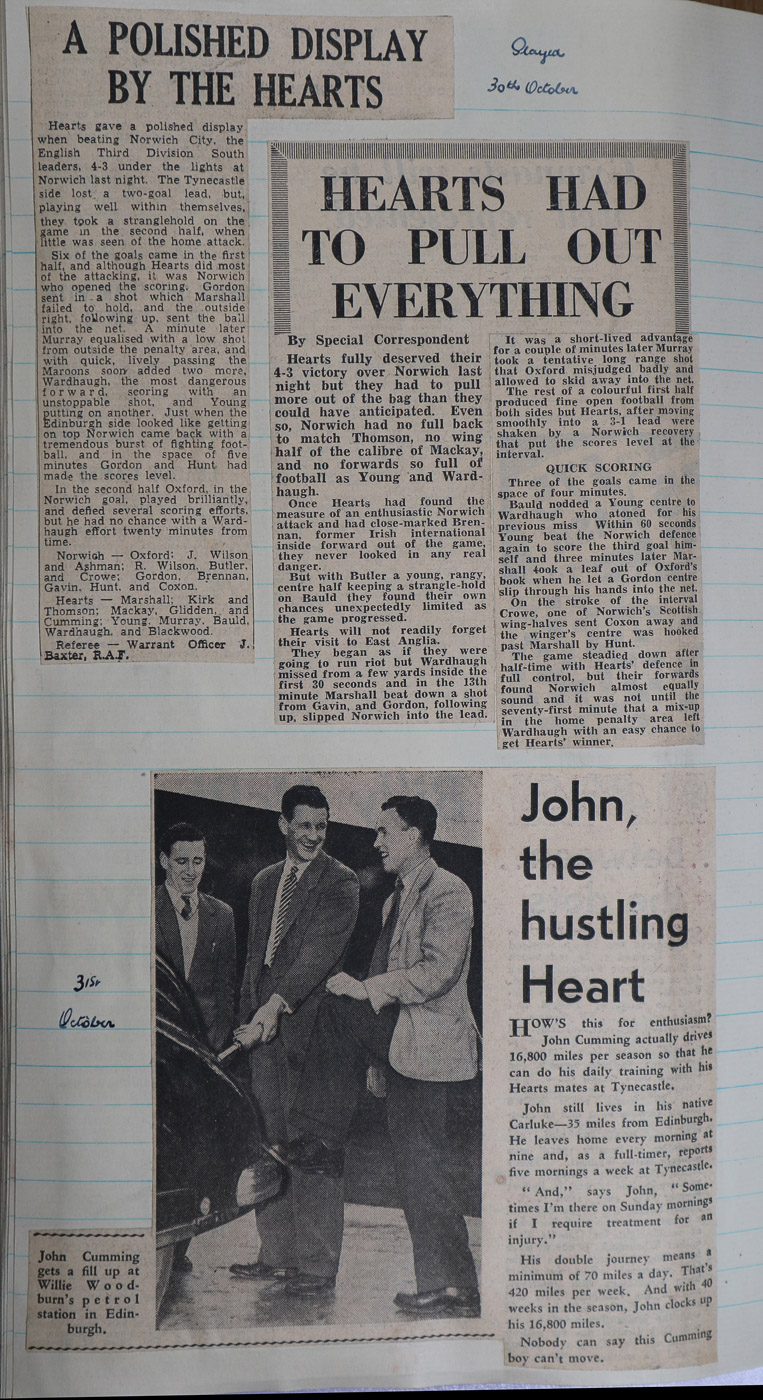 A POLISHED DISPLAY
BY THE HEARTS
Played
30th October
Hearts gave a polished display
when beating Norwich City, the
English Third Division South
leaders, 4-3 under the lights at
Norwich last night. The Tynecastle
side lost a two-goal lead, but,
playing well within themselves,
they took a stranglehold on the
game in the second half, when
little was seen of the home attack.
Six of the goals came in the first
half, and although Hearts did most
of the attacking, it was Norwich
who opened the scoring. Gordon
sent in a shot which Marshall
failed to hold, and the outside
right, following up, sent the ball
into the net. A minute later
Murray equalised with a low shot
from outside the penalty area, and
with quick, lively passing the
Maroons soon added two more,
Wardhaugh, the most dangerous
forward, scoring with an
unstoppable shot, and Young
putting on another. Just when the
Edinburgh side looked like getting
on top Norwich came back with a
tremendous burst of fighting foot-
ball, and in the space of five
minutes Gordon and Hunt had
made the scores level.
In the second half Oxford, in the
Norwich goal, played brilliantly,
and defied several scoring efforts,
but he had no chance with a Ward-
haugh effort twenty minutes from
time.
Norwich — Oxford; J. Wilson
and Ashman; R. Wilson, Butler,
and Crowe; Gordon, Brennan,
Gavin, Hunt, and Coxon.
Hearts — Marshall; Kirk and
Thomson; Mackay, Glidden, and
Cumming; Young, Murray, Bauld,
Wardhaugh, and Blackwood.
Referee — Warrant Officer J.
Baxter, R.A.F.
HEARTS HAD
TO PULL OUT
EVERYTHING
By Special Correspondent
Hearts fully deserved their
4-3 victory over Norwich last
night but they had to pull
more out of the bag than they
could have anticipated. Even
so, Norwich had no full back
to match Thomson, no wing
half of the calibre of Mackay,
and no forwards so full of
football as Young and Ward-
haugh.
Once Hearts had found the
measure of an enthusiastic Norwich
attack and had close-marked Bren-
nan, former Irish international
inside forward out of the game,
they never looked in any real
danger.
But with Butler a young, rangy,
centre half keeping a strangle-hold
on Bauld they found their own
chances unexpectedly limited as
the game progressed.
Hearts will not readily forget
their visit to East Anglia.
They began as if they were
going to run riot but Wardhaugh
missed from a few yards inside the
first 30 seconds and in the 13th
minute Marshall beat down a shot
from Gavin, and Gordon, following
up, slipped Norwich into the lead.
It was a short-lived advantage
for a couple of minutes later Murray
took a tentative long range shot
that Oxford misjudged badly and
allowed to skid away into the net.
The rest of a colourful first half
produced fine open football from
both sides but Hearts, after moving
smoothly into a 3-1 lead were
shaken by a Norwich recovery
that put the scores level at the
interval.
QUICK SCORING
Three of the goals came in the
space of four minutes.
Bauld nodded a Young centre to
Wardhaugh who atoned for his
previous miss Within 60 seconds
Young beat the Norwich defence
again to score the third goal him-
self and three minutes later Mar-
shall took a leaf out of Oxford's
book when he let a Gordon centre
slip through his hands into the net.
On the stroke of the interval
Crowe, one of Norwich's Scottish
wing-halves sent Coxon away and
the winger's centre was hooked
past Marshall by Hunt.
The game steadied down after
half-time with Hearts' defence in
full control, but their forwards
found Norwich almost equally
sound and it was not until the
seventy-first minute that a mix-up
in the home penalty area left
Wardhaugh with an easy chance to
get Hearts' winner.
31st
October
John Cumming
gets a fill up at
Willie Wood-
burn's petrol
station in Edin-
burgh.
John,
the
hustling
Heart
HOW'S this for enthusiasm?
John Cumming actually drives
16,800 miles per season so that he
can do his daily training with his
Hearts mates at Tynecastle.
John still lives in his native
Carluke—35 miles from Edinburgh.
He leaves home every morning at
nine and, as a full-timer, reports
five mornings a week at Tynecastle.
"And," says John, "Some-
times I'm there on Sunday mornings
if I require treatment for an
injury."
His double journey means a
minimum of 70 miles a day. That's
420 miles per week. And with 40
weeks in the season, John clocks up
his 16,800 miles.
Nobody can say this Cumming
boy can't move.